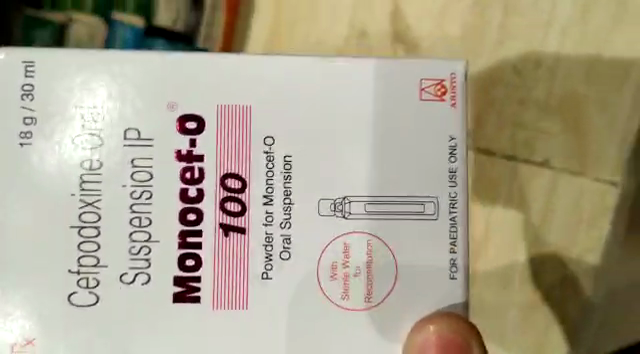 Rx
18 g / 30 ml
Cefpodoxime Oral
Suspension IP
Monocef-O®
100
Powder for Monocef-O
Oral Suspension
With
Sterile Water
for
Reconstitution
FOR PAEDIATRIC USE ONLY
ARISTO